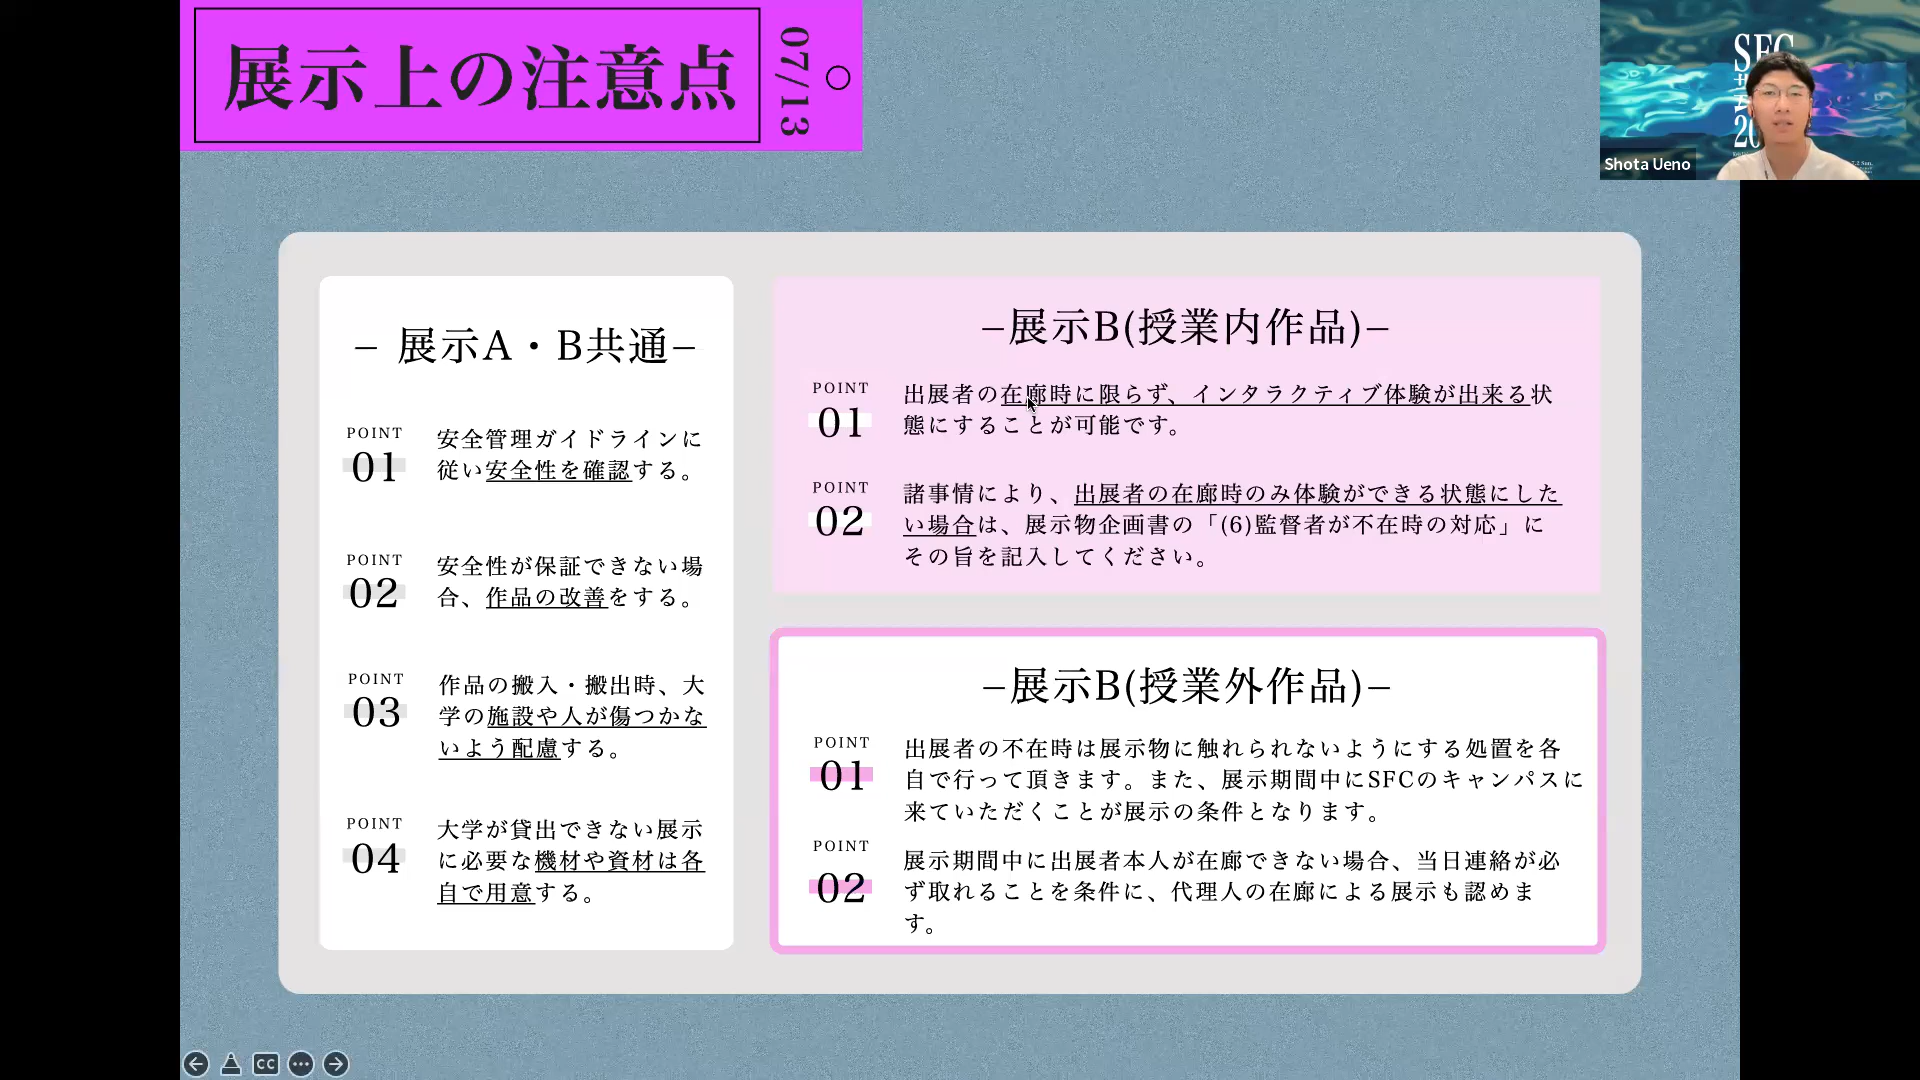 展示上の注意点
07/13
SFC
20
Shota Ueno
– 展示A・B共通–
POINT
01
安全管理ガイドラインに
従い安全性を確認する。
POINT
02
安全性が保証できない場
合、作品の改善をする。
POINT
03
作品の搬入・搬出時、大
学の施設や人が傷つかな
いよう配慮する。
POINT
04
大学が貸出できない展示
に必要な機材や資材は各
自で用意する。
–展示B(授業内作品)–
POINT
01
出展者の在廊時に限らず、インタラクティブ体験が出来る状
態にすることが可能です。
POINT
02
諸事情により、出展者の在廊時のみ体験ができる状態にした
い場合は、展示物企画書の「(6)監督者が不在時の対応」に
その旨を記入してください。
–展示B(授業外作品)–
POINT
01
出展者の不在時は展示物に触れられないようにする処置を各
自で行って頂きます。また、展示期間中にSFCのキャンパスに
来ていただくことが展示の条件となります。
POINT
02
展示期間中に出展者本人が在廊できない場合、当日連絡が必
ず取れることを条件に、代理人の在廊による展示も認めま
す。
CC